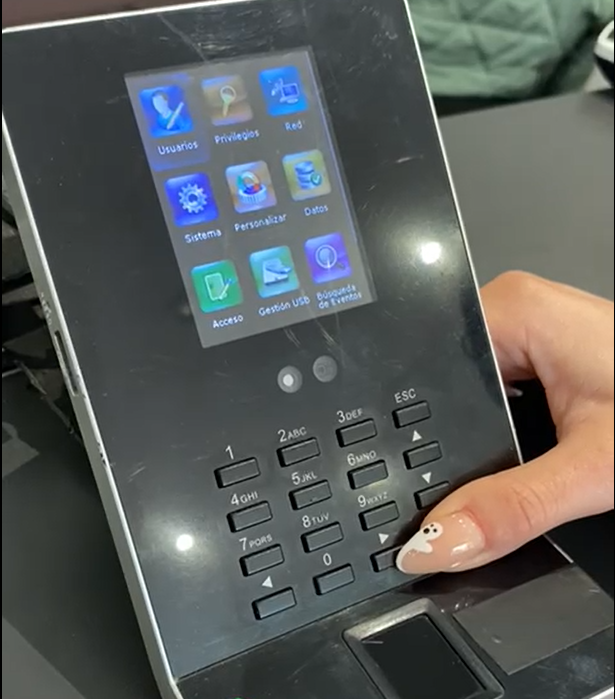 Usuarios
Privilegios
Red
Sistema
Personalizar
Datos
Acceso
Gestión USB
Búsqueda
de Eventos
1
2ABC
3DEF
ESC
4GHI
5JKL
6MNO
▲
7PQRS
8TUV
9WXYZ
▼
◀
0
▶